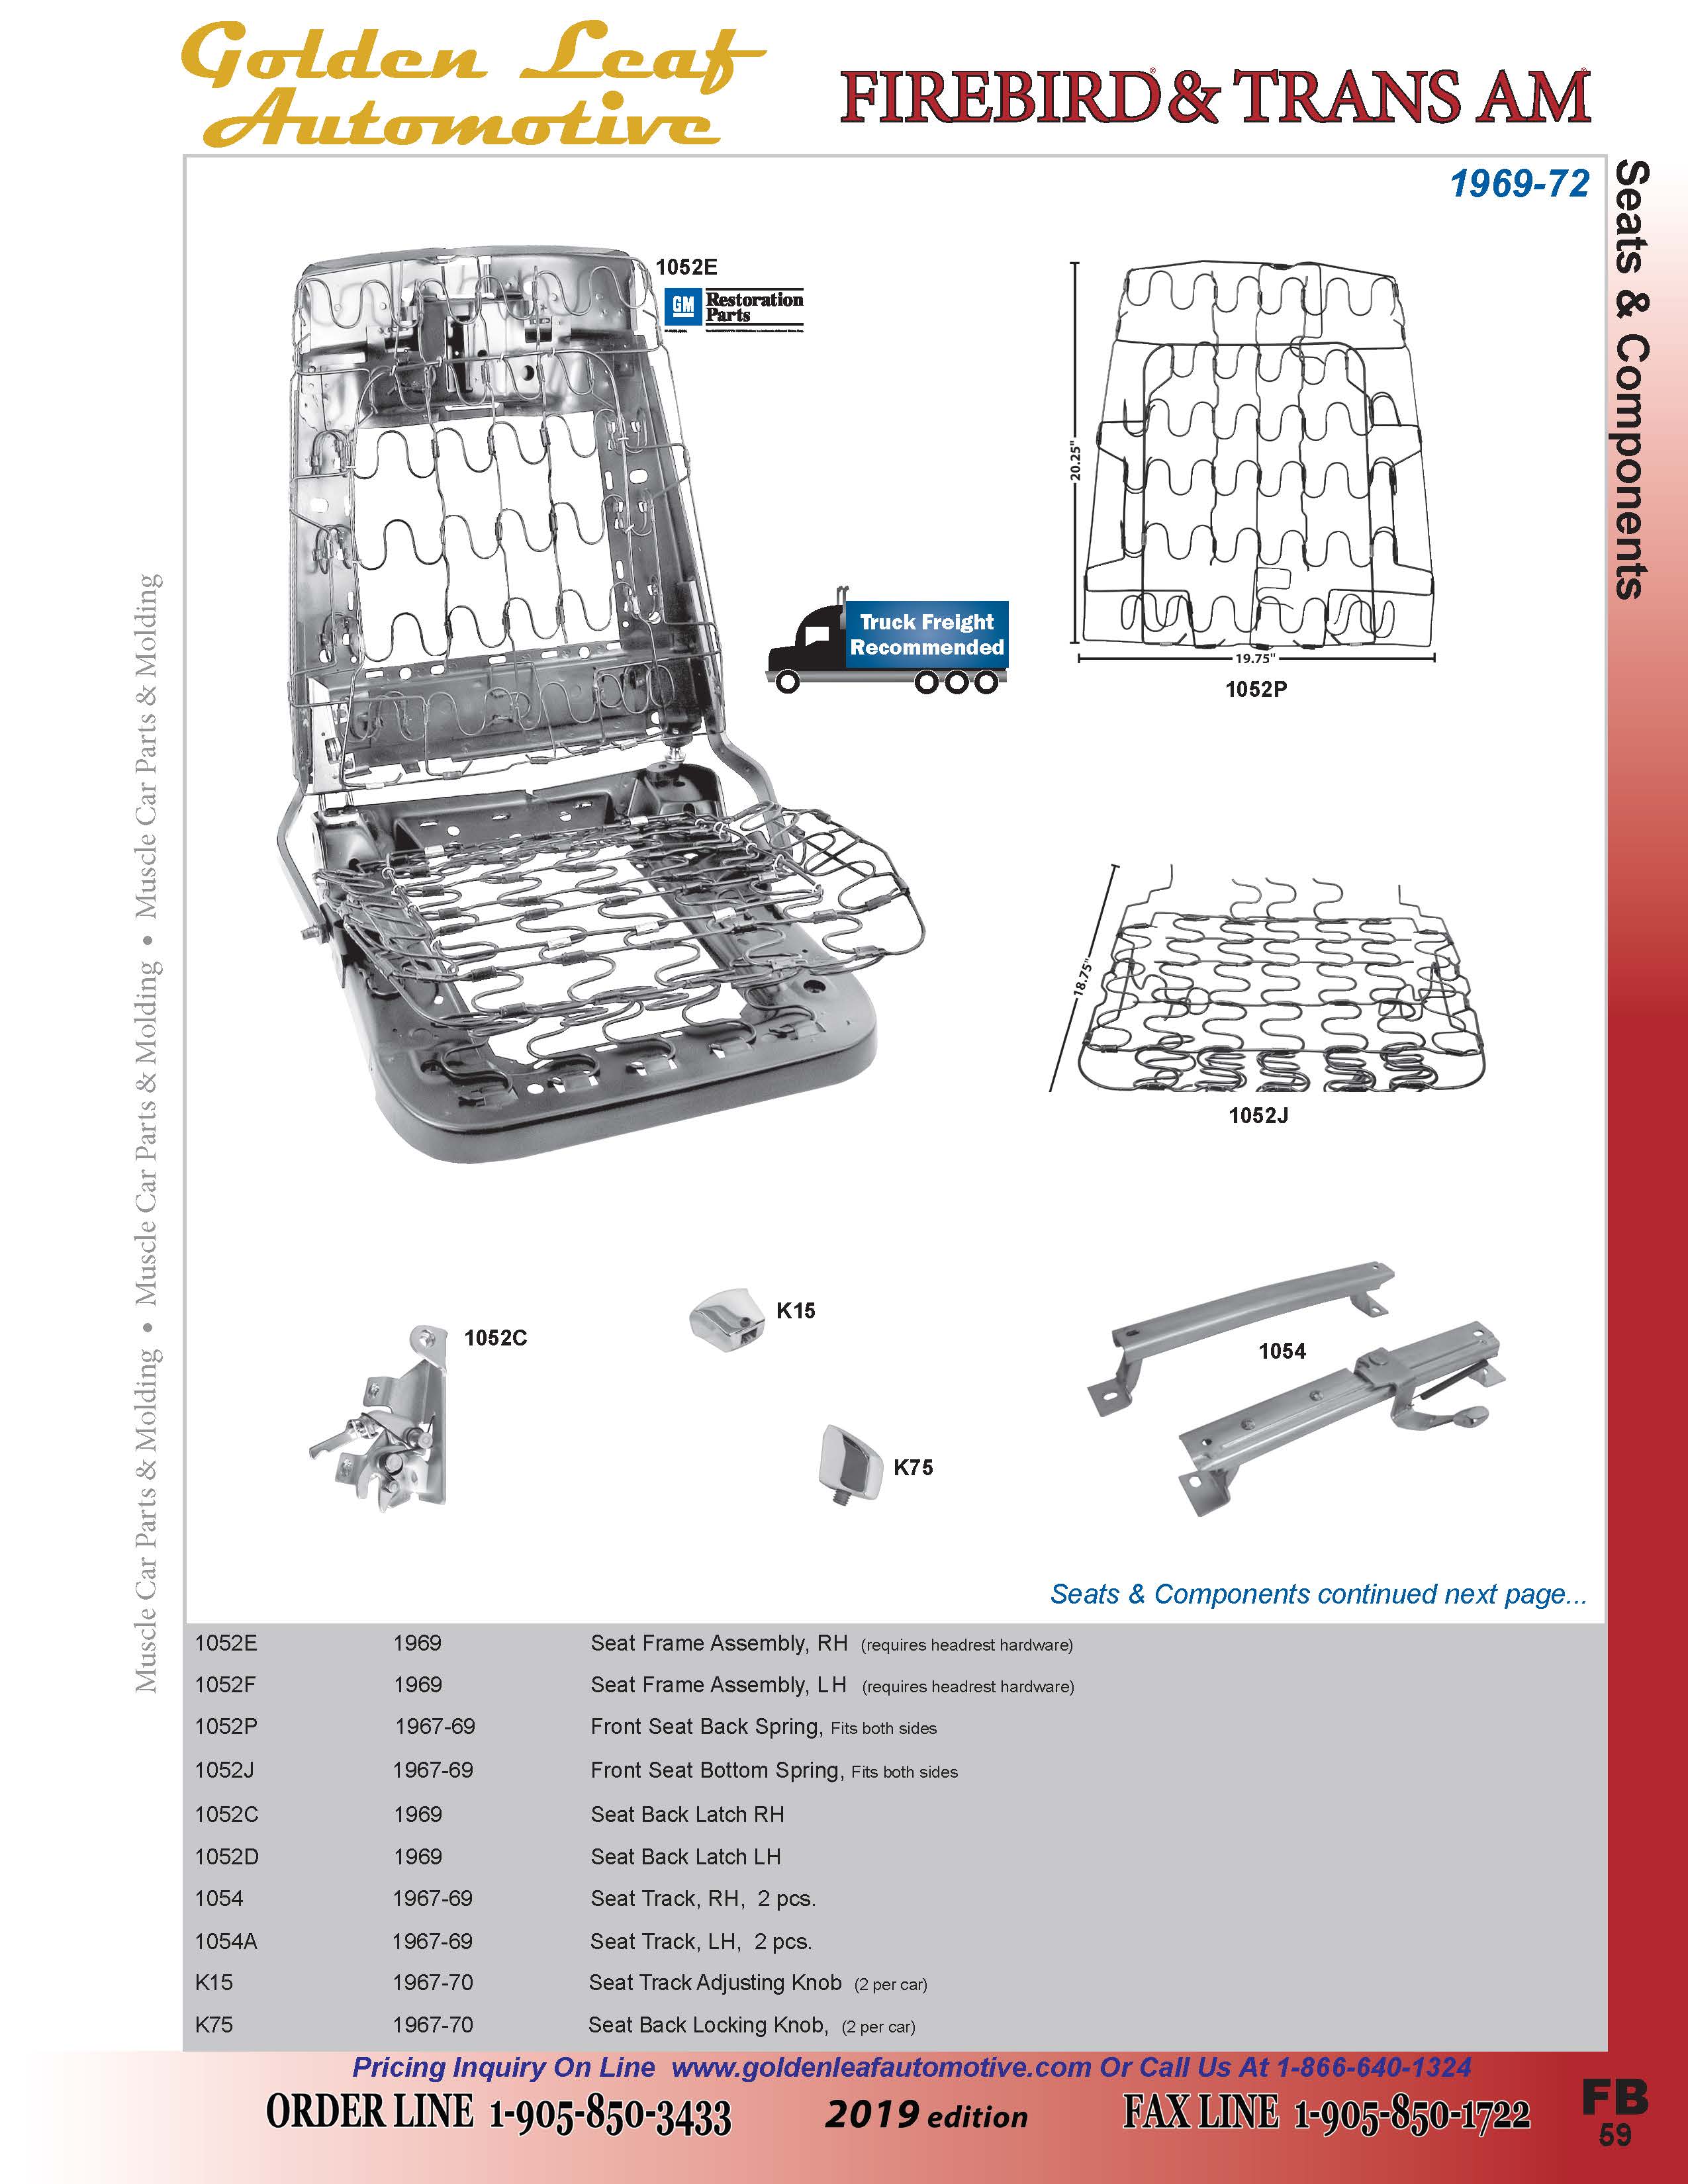 Golden Leaf
Automotive
FIREBIRD® & TRANS AM®
1969-72
Seats & Components
Muscle Car Parts & Molding • Muscle Car Parts & Molding • Muscle Car Parts & Molding
1052E
GM Restoration
Parts
20.25"
19.75"
1052P
Truck Freight
Recommended
18.75"
1052J
1052C
K15
K75
1054
Seats & Components continued next page...
1052E 1969 Seat Frame Assembly, RH (requires headrest hardware)
1052F 1969 Seat Frame Assembly, LH (requires headrest hardware)
1052P 1967-69 Front Seat Back Spring, Fits both sides
1052J 1967-69 Front Seat Bottom Spring, Fits both sides
1052C 1969 Seat Back Latch RH
1052D 1969 Seat Back Latch LH
1054 1967-69 Seat Track, RH, 2 pcs.
1054A 1967-69 Seat Track, LH, 2 pcs.
K15 1967-70 Seat Track Adjusting Knob (2 per car)
K75 1967-70 Seat Back Locking Knob, (2 per car)
Pricing Inquiry On Line www.goldenleafautomotive.com Or Call Us At 1-866-640-1324
ORDER LINE 1-905-850-3433 2019 edition FAX LINE 1-905-850-1722
FB
59